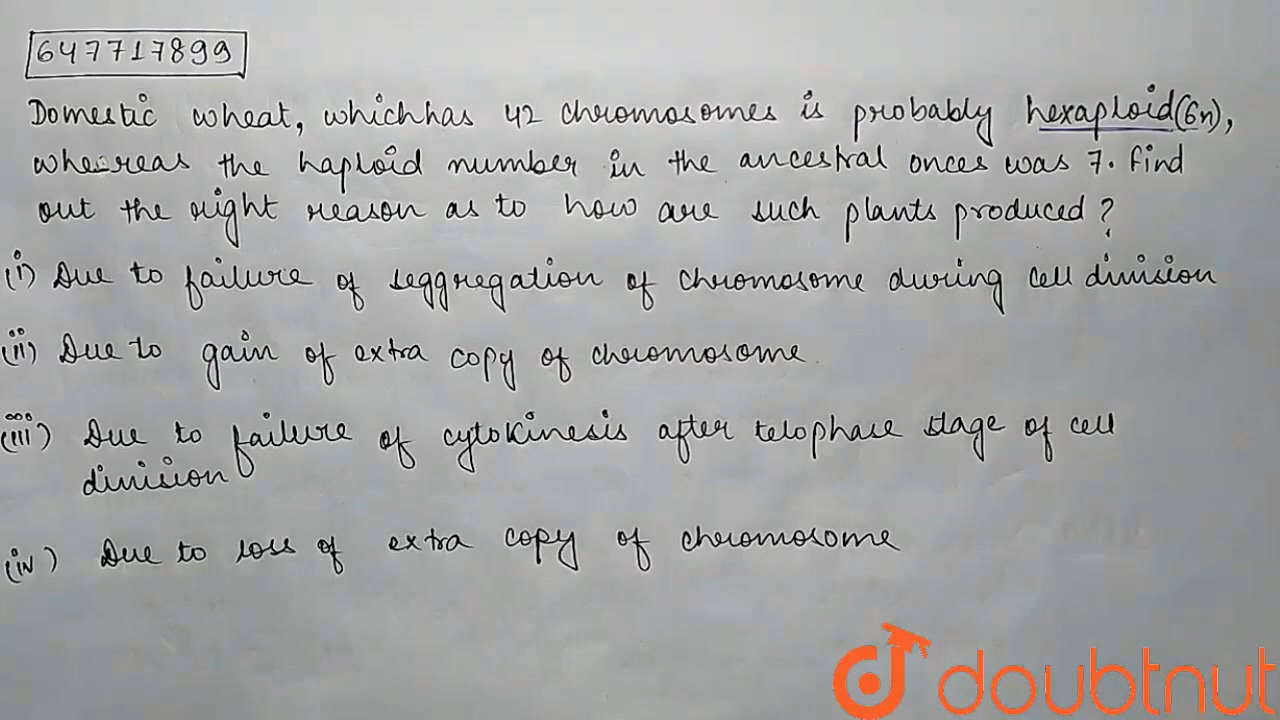 647717899
Domestic wheat, which has 42 chromosomes is probably hexaploid(6n),
whereas the haploid number in the ancestral onces was 7. find
out the right reason as to how are such plants produced?
(i) Due to failure of seggregation of chromosome during cell division
(ii) Due to gain of extra copy of chromosome.
(iii) Due to failure of cytokinesis after telophase stage of cell
division
(iv) Due to loss of extra copy of chromosome
doubtnut